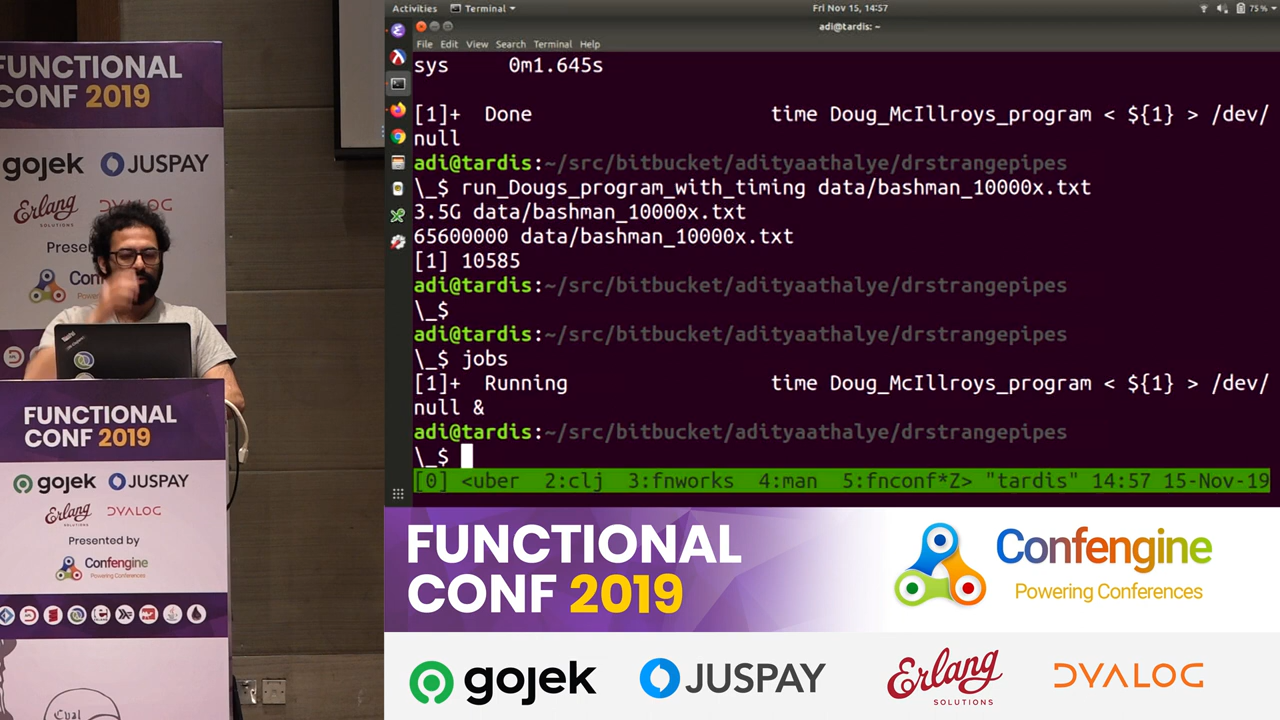 FUNCTIONAL
CONF 2019
gojek JUSPAY
Erlang
SOLUTIONS
DYALOG
FUNCTIONAL
CONF 2019
gojek JUSPAY
Erlang DYALOG
SOLUTIONS
Presented by
Confengine
Powering Conferences
Eval
Activities Terminal Fri Nov 15, 14:57 75 %
adi@tardis: ~
File Edit View Search Terminal Help
sys 0m1.645s
[1]+ Done time Doug_McIllroys_program < ${1} > /dev/
null
adi@tardis:~/src/bitbucket/adityaathalye/drstrangepipes
\_$ run_Dougs_program_with_timing data/bashman_10000x.txt
3.5G data/bashman_10000x.txt
65600000 data/bashman_10000x.txt
[1] 10585
adi@tardis:~/src/bitbucket/adityaathalye/drstrangepipes
\_$
adi@tardis:~/src/bitbucket/adityaathalye/drstrangepipes
\_$ jobs
[1]+ Running time Doug_McIllroys_program < ${1} > /dev/
null &
adi@tardis:~/src/bitbucket/adityaathalye/drstrangepipes
\_$
[0] <uber 2:clj 3:fnworks 4:man 5:fnconf*Z> "tardis" 14:57 15-Nov-19
FUNCTIONAL
CONF 2019
Confengine
Powering Conferences
gojek JUSPAY Erlang DYALOG
SOLUTIONS